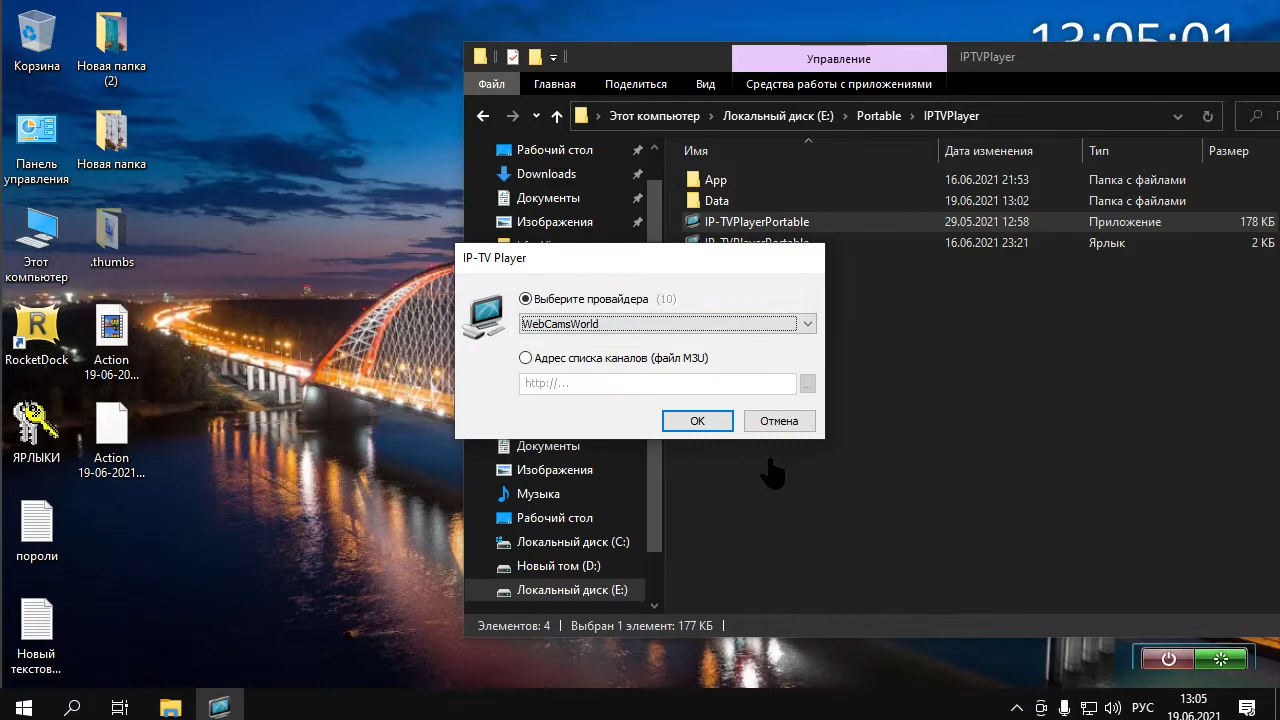 Корзина
Новая папка
(2)
Панель
управления
Новая папка
Этот
компьютер
.thumbs
RocketDock
Action
19-06-20...
ЯРЛЫКИ
Action
19-06-2021...
пороли
Новый
текстов...
13:05:01
Управление
IPTVPlayer
Файл
Главная
Поделиться
Вид
Средства работы с приложениями
Этот компьютер
Локальный диск (E:)
Portable
IPTVPlayer
Имя
Дата изменения
Тип
Размер
Рабочий стол
Downloads
Документы
Изображения
App 16.06.2021 21:53 Папка с файлами
Data 19.06.2021 13:02 Папка с файлами
IP-TVPlayerPortable 29.05.2021 12:58 Приложение 178 КБ
IP-TVPlayerPortable 16.06.2021 23:21 Ярлык 2 КБ
IP-TV Player
Выберите провайдера (10)
WebCamsWorld
Адрес списка каналов (файл M3U)
http://...
...
OK
Отмена
Документы
Изображения
Музыка
Рабочий стол
Локальный диск (C:)
Новый том (D:)
Локальный диск (E:)
Элементов: 4
Выбран 1 элемент: 177 КБ
РУС
13:05
19.06.2021